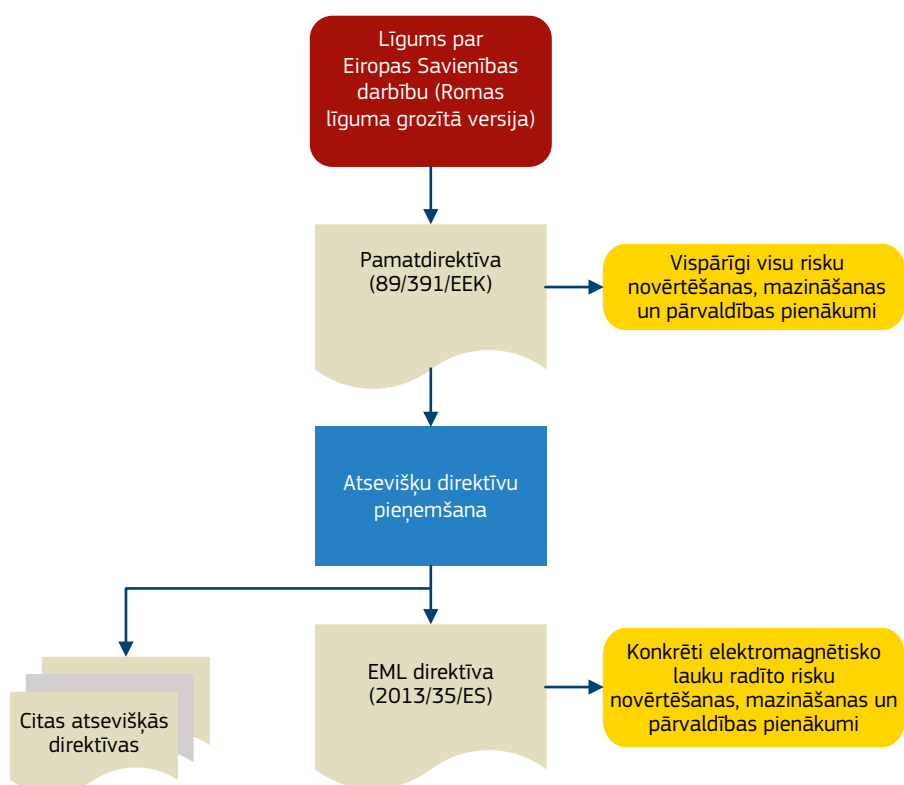 Līgums par
Eiropas Savienības
darbību (Romas
līguma grozītā versija)
Pamatdirektīva
(89/391/EEK)
Vispārīgi visu risku
novērtēšanas, mazināšanas
un pārvaldības pienākumi
Atsevišķu direktīvu
pieņemšana
Citas atsevišķās
direktīvas
EML direktīva
(2013/35/ES)
Konkrēti elektromagnētisko
lauku radīto risku
novērtēšanas, mazināšanas un
pārvaldības pienākumi